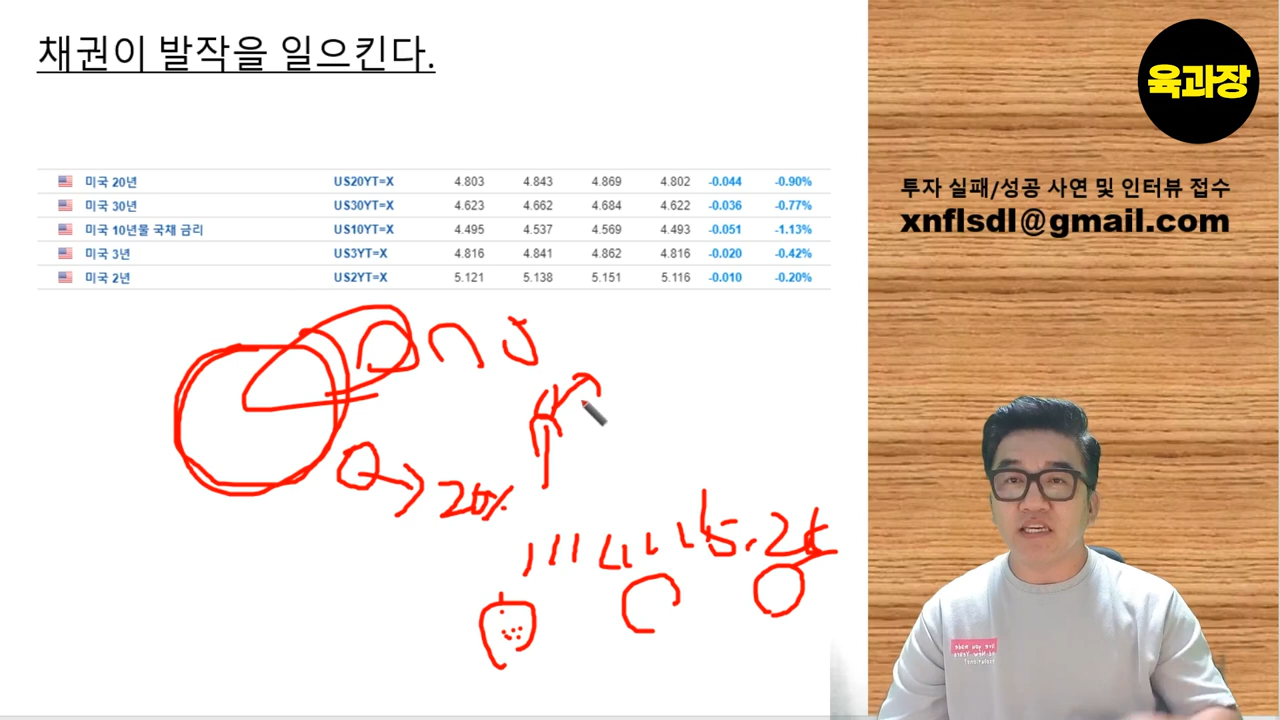 채권이 발작을 일으킨다.
육과장
투자 실패/성공 사연 및 인터뷰 접수
xnflsdl@gmail.com
미국 20년 US20YT=X 4.803 4.843 4.869 4.802 -0.044 -0.90%
미국 30년 US30YT=X 4.623 4.662 4.684 4.622 -0.036 -0.77%
미국 10년물 국채 금리 US10YT=X 4.495 4.537 4.569 4.493 -0.051 -1.13%
미국 3년 US3YT=X 4.816 4.841 4.862 4.816 -0.020 -0.42%
미국 2년 US2YT=X 5.121 5.138 5.151 5.116 -0.010 -0.20%